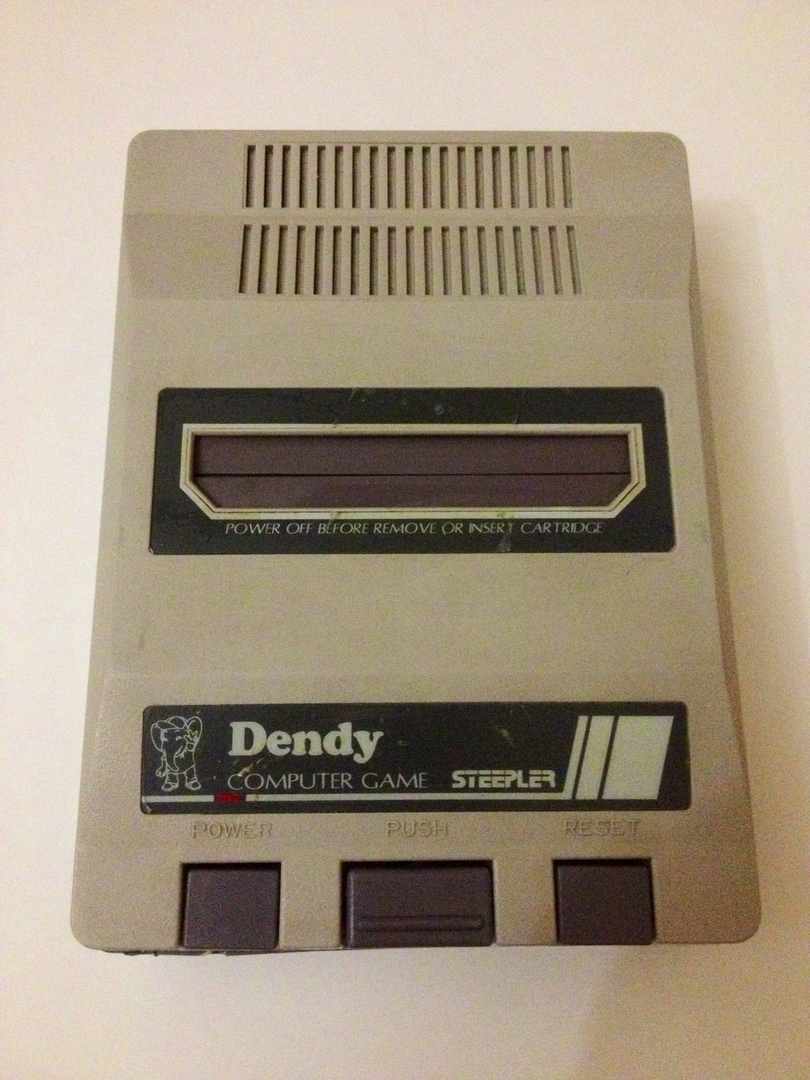 POWER OFF BEFORE REMOVE OR INSERT CARTRIDGE
Dendy
COMPUTER GAME STEEPLER
POWER PUSH RESET